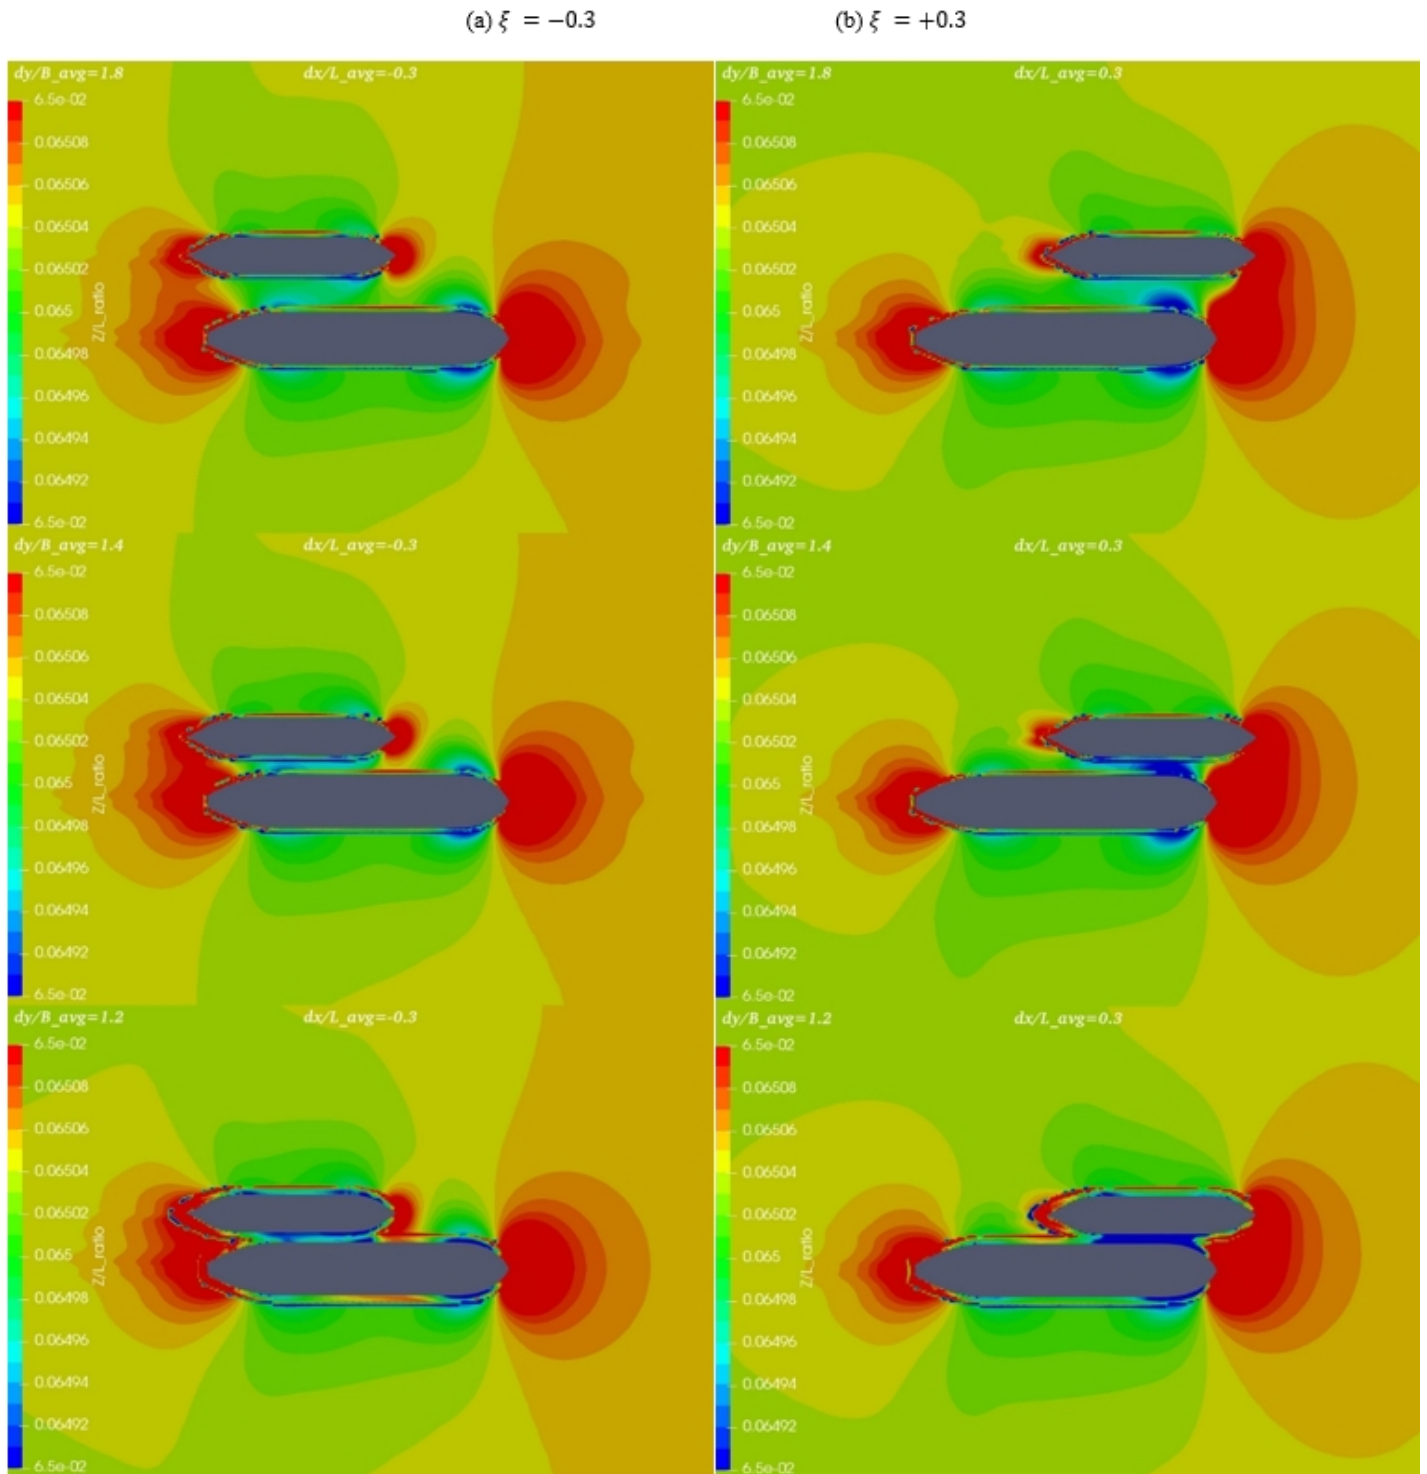 (a) ξ = −0.3
(b) ξ = +0.3
dy/B_avg=1.8
dx/L_avg=-0.3
6.5e-02
0.06508
0.06506
0.06504
0.06502
0.065
0.06498
0.06496
0.06494
0.06492
6.5e-02
Z/L_ratio
dy/B_avg=1.8
dx/L_avg=0.3
6.5e-02
0.06508
0.06506
0.06504
0.06502
0.065
0.06498
0.06496
0.06494
0.06492
6.5e-02
Z/L_ratio
dy/B_avg=1.4
dx/L_avg=-0.3
6.5e-02
0.06508
0.06506
0.06504
0.06502
0.065
0.06498
0.06496
0.06494
0.06492
6.5e-02
Z/L_ratio
dy/B_avg=1.4
dx/L_avg=0.3
6.5e-02
0.06508
0.06506
0.06504
0.06502
0.065
0.06498
0.06496
0.06494
0.06492
6.5e-02
Z/L_ratio
dy/B_avg=1.2
dx/L_avg=-0.3
6.5e-02
0.06508
0.06506
0.06504
0.06502
0.065
0.06498
0.06496
0.06494
0.06492
6.5e-02
Z/L_ratio
dy/B_avg=1.2
dx/L_avg=0.3
6.5e-02
0.06508
0.06506
0.06504
0.06502
0.065
0.06498
0.06496
0.06494
0.06492
6.5e-02
Z/L_ratio